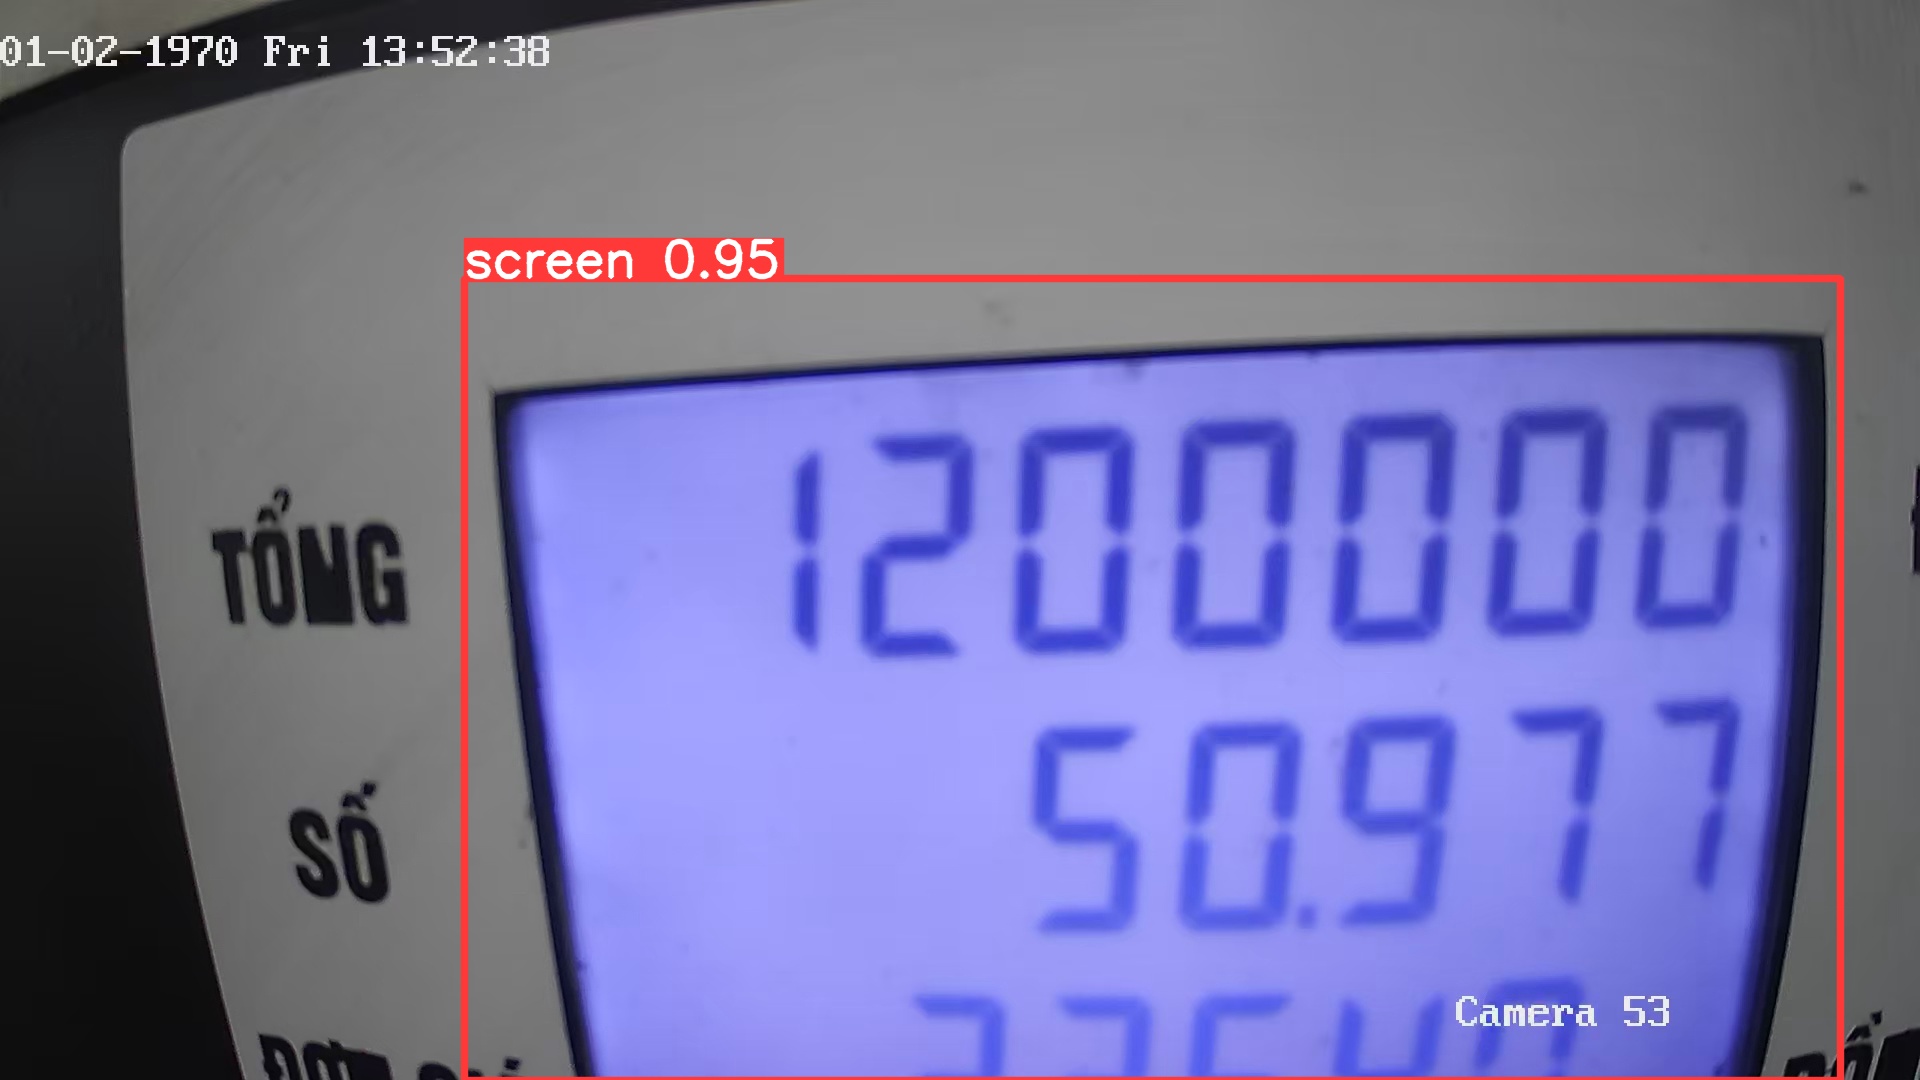 01-02-1970 Fri 13:52:38
screen 0.95
TỔNG 1200000
SỐ 50.977
Camera 53